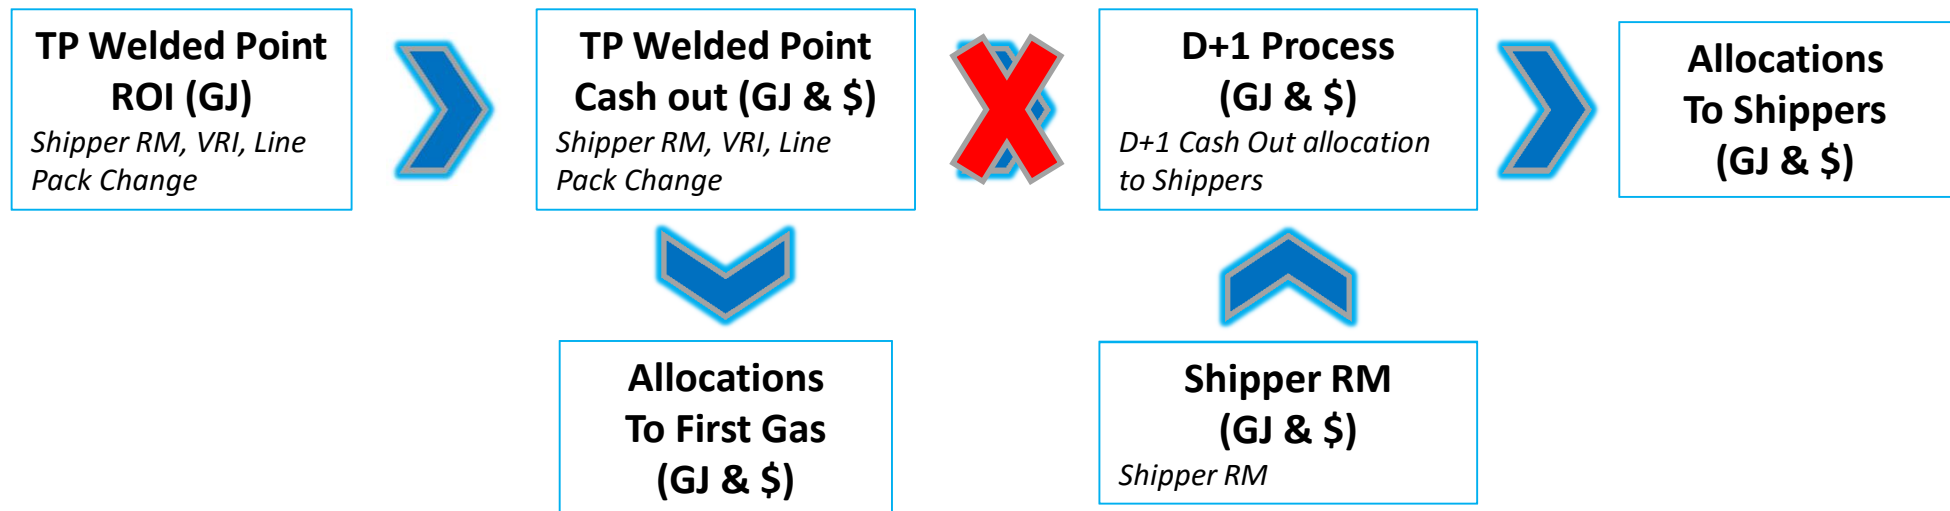 TP Welded Point
ROI (GJ)
Shipper RM, VRI, Line
Pack Change
TP Welded Point
Cash out (GJ & $)
Shipper RM, VRI, Line
Pack Change
D+1 Process
(GJ & $)
D+1 Cash Out allocation
to Shippers
Allocations
To Shippers
(GJ & $)
Allocations
To First Gas
(GJ & $)
Shipper RM
(GJ & $)
Shipper RM